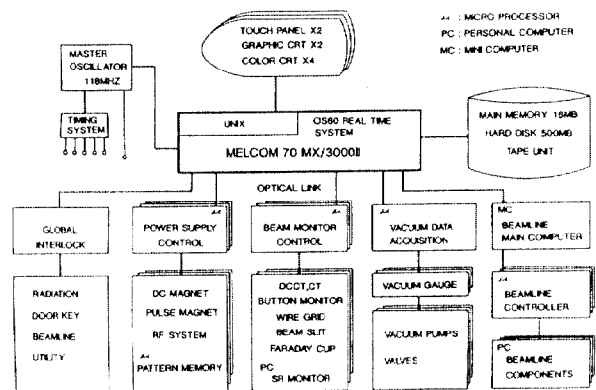 TOUCH PANEL X2
GRAPHIC CRT X2
COLOR CRT X4
μ : MICRO PROCESSOR
PC : PERSONAL COMPUTER
MC : MINI COMPUTER
MASTER
OSCILLATOR
118MHZ
TIMING
SYSTEM
UNIX
OS60 REAL TIME
SYSTEM
MELCOM 70 MX/3000II
MAIN MEMORY 16MB
HARD DISK 500MB
TAPE UNIT
OPTICAL LINK
GLOBAL
INTERLOCK
μ
POWER SUPPLY
CONTROL
μ
BEAM MONITOR
CONTROL
μ
VACUUM DATA
ACQUISITION
MC
BEAMLINE
MAIN COMPUTER
RADIATION
DOOR KEY
BEAMLINE
UTILITY
DC MAGNET
PULSE MAGNET
RF SYSTEM
μ
PATTERN MEMORY
DCCT,CT
BUTTON MONITOR
WIRE GRID
BEAM SLIT
FARADAY CUP
PC
SR MONITOR
VACUUM GAUGE
VACUUM PUMPS
VALVES
μ
BEAMLINE
CONTROLLER
PC
BEAMLINE
COMPONENTS